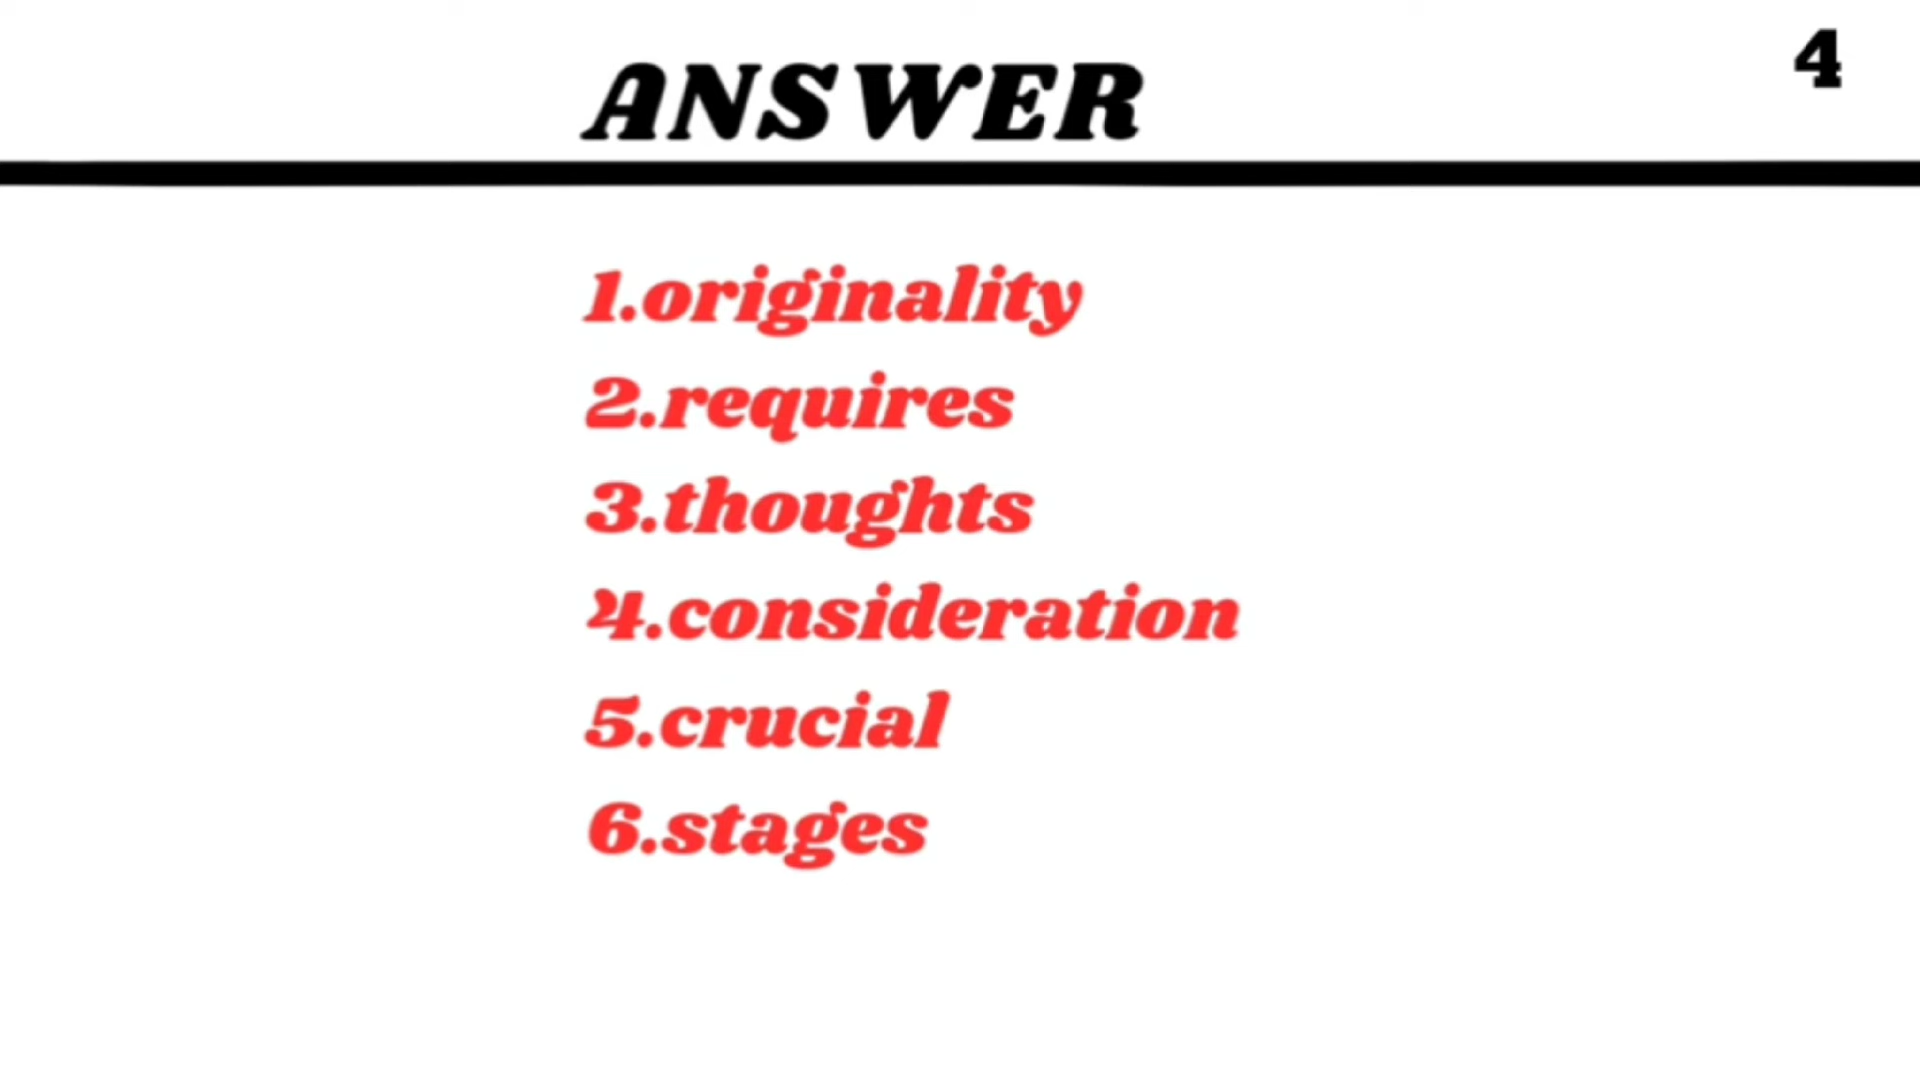 ANSWER
4
1.originality
2.requires
3.thoughts
4.consideration
5.crucial
6.stages